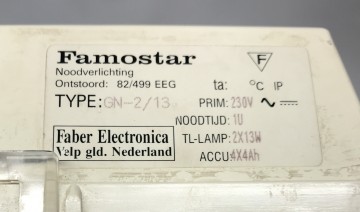 Famostar F
Noodverlichting
Ontstoord: 82/499 EEG ta: °C IP
TYPE: GN-2/13 PRIM: 230V
NOODTIJD: 1U
Faber Electronica TL-LAMP: 2X13W
Velp gld. Nederland ACCU: 4X4Ah